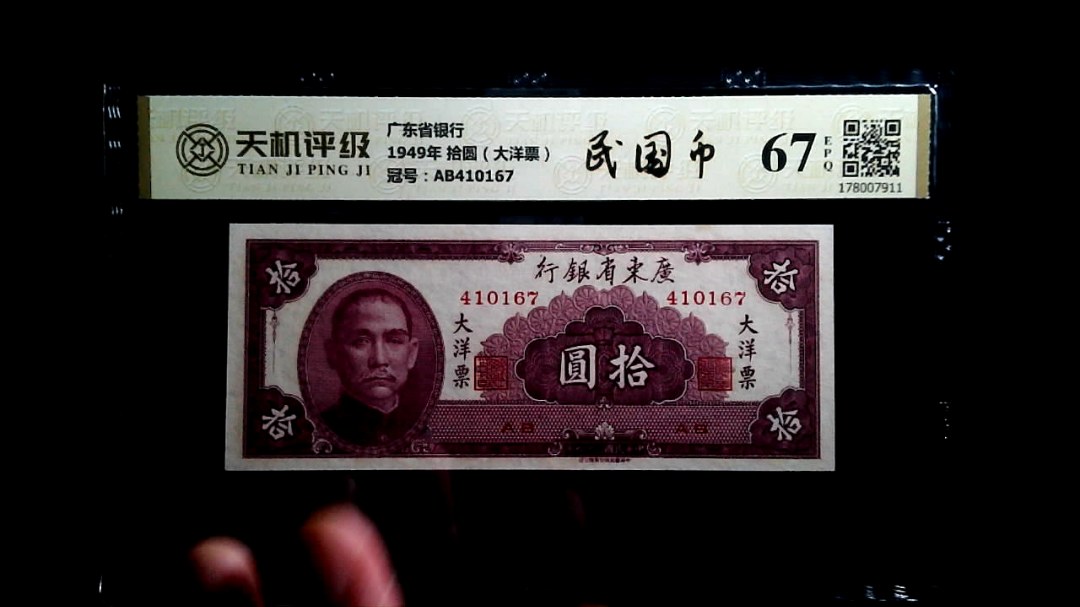 天机评级
TIAN JI PING JI
广东省银行
1949年 拾圆（大洋票）
冠号：AB410167
民国币
67
EPQ
178007911
行銀省東廣
拾
拾
410167
410167
大洋票
大洋票
圓拾
拾
拾
AB
AB